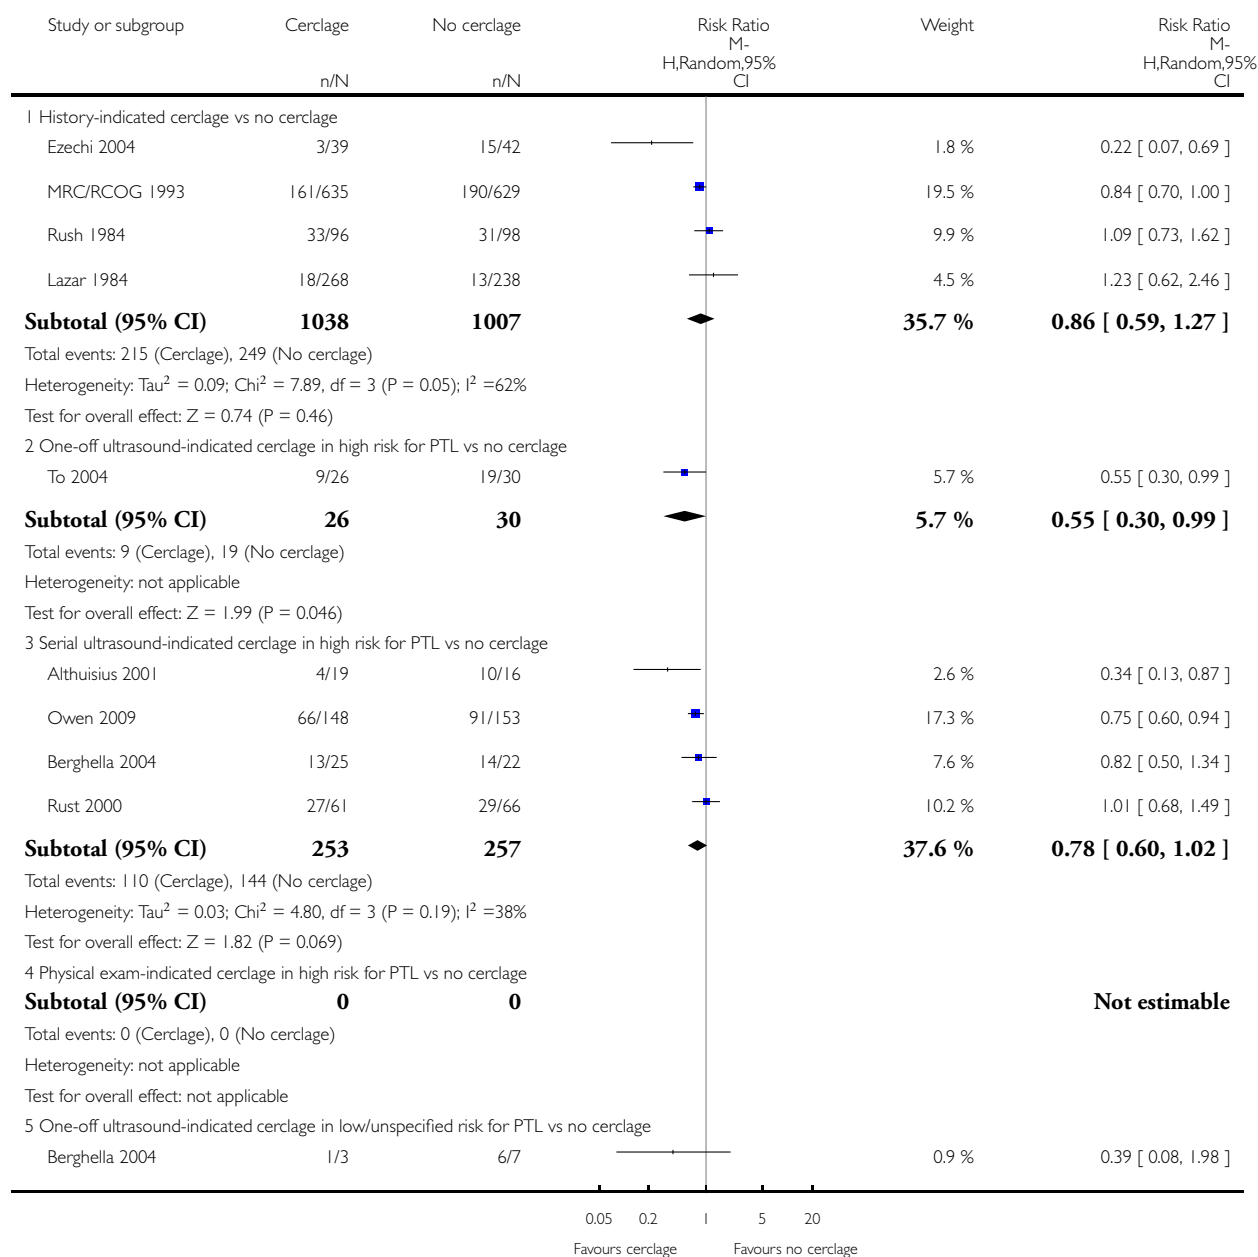 Study or subgroup Cerclage No cerclage Risk Ratio Weight Risk Ratio
n/N n/N M-H,Random,95% CI M-H,Random,95% CI
1 History-indicated cerclage vs no cerclage
Ezechi 2004 3/39 15/42 1.8 % 0.22 [ 0.07, 0.69 ]
MRC/RCOG 1993 161/635 190/629 19.5 % 0.84 [ 0.70, 1.00 ]
Rush 1984 33/96 31/98 9.9 % 1.09 [ 0.73, 1.62 ]
Lazar 1984 18/268 13/238 4.5 % 1.23 [ 0.62, 2.46 ]
Subtotal (95% CI) 1038 1007 35.7 % 0.86 [ 0.59, 1.27 ]
Total events: 215 (Cerclage), 249 (No cerclage)
Heterogeneity: Tau² = 0.09; Chi² = 7.89, df = 3 (P = 0.05); I² =62%
Test for overall effect: Z = 0.74 (P = 0.46)
2 One-off ultrasound-indicated cerclage in high risk for PTL vs no cerclage
To 2004 9/26 19/30 5.7 % 0.55 [ 0.30, 0.99 ]
Subtotal (95% CI) 26 30 5.7 % 0.55 [ 0.30, 0.99 ]
Total events: 9 (Cerclage), 19 (No cerclage)
Heterogeneity: not applicable
Test for overall effect: Z = 1.99 (P = 0.046)
3 Serial ultrasound-indicated cerclage in high risk for PTL vs no cerclage
Althuisius 2001 4/19 10/16 2.6 % 0.34 [ 0.13, 0.87 ]
Owen 2009 66/148 91/153 17.3 % 0.75 [ 0.60, 0.94 ]
Berghella 2004 13/25 14/22 7.6 % 0.82 [ 0.50, 1.34 ]
Rust 2000 27/61 29/66 10.2 % 1.01 [ 0.68, 1.49 ]
Subtotal (95% CI) 253 257 37.6 % 0.78 [ 0.60, 1.02 ]
Total events: 110 (Cerclage), 144 (No cerclage)
Heterogeneity: Tau² = 0.03; Chi² = 4.80, df = 3 (P = 0.19); I² =38%
Test for overall effect: Z = 1.82 (P = 0.069)
4 Physical exam-indicated cerclage in high risk for PTL vs no cerclage
Subtotal (95% CI) 0 0 Not estimable
Total events: 0 (Cerclage), 0 (No cerclage)
Heterogeneity: not applicable
Test for overall effect: not applicable
5 One-off ultrasound-indicated cerclage in low/unspecified risk for PTL vs no cerclage
Berghella 2004 1/3 6/7 0.9 % 0.39 [ 0.08, 1.98 ]
0.05 0.2 1 5 20
Favours cerclage Favours no cerclage